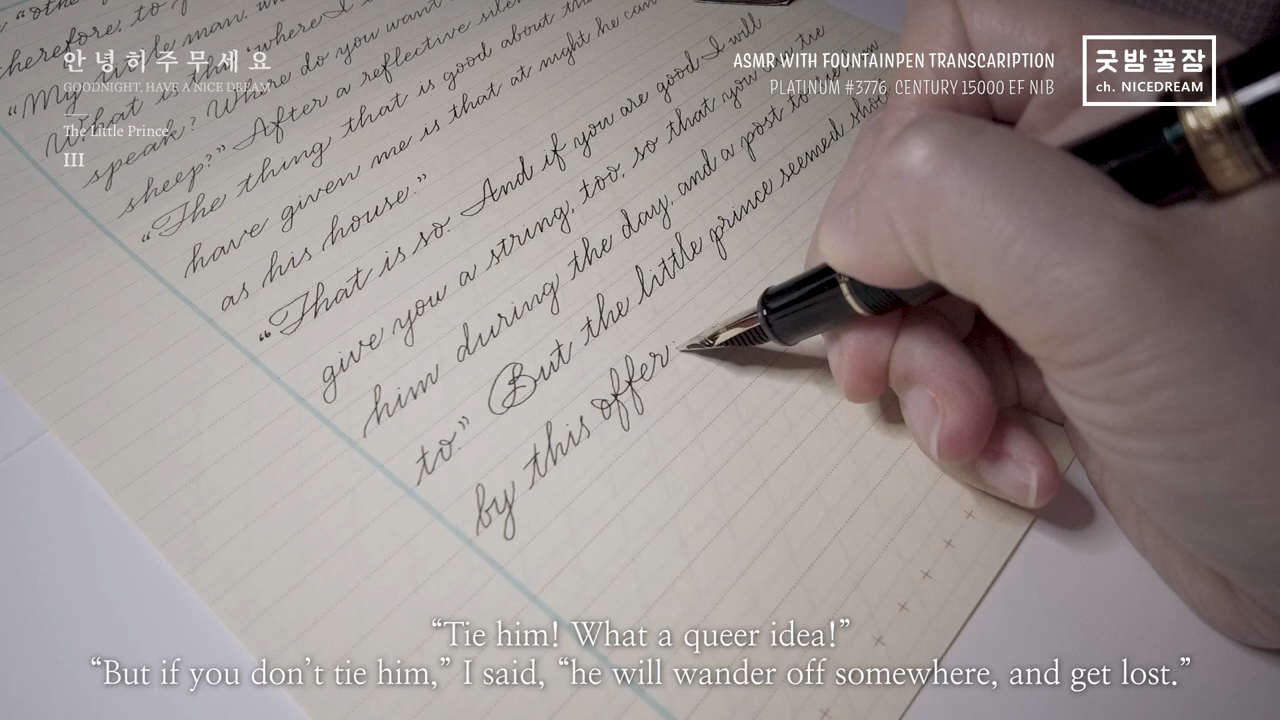 안녕히주무세요
GOODNIGHT, HAVE A NICE DREAM
The Little Prince,
III
ASMR WITH FOUNTAINPEN TRANSCARIPTION
PLATINUM #3776 CENTURY 15000 EF NIB
굿밤꿀잠
ch. NICEDREAM
"My little man, where
What is this "where I
speak? Where do you want
sheep?" After a reflective silen
"The thing that is good about th
have given me is that at night he can
as his house."
"That is so. And if you are good I will
give you a string, too, so that you can tie
him during the day, and a post to
to." But the little prince seemed sho
by this offer.
“Tie him! What a queer idea!”
“But if you don’t tie him,” I said, “he will wander off somewhere, and get lost.”